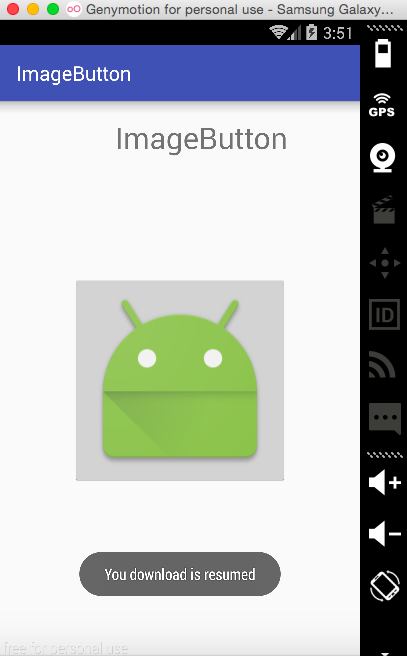 Genymotion for personal use - Samsung Galaxy...
3:51
ImageButton
GPS
ImageButton
ID
You download is resumed
free for personal use